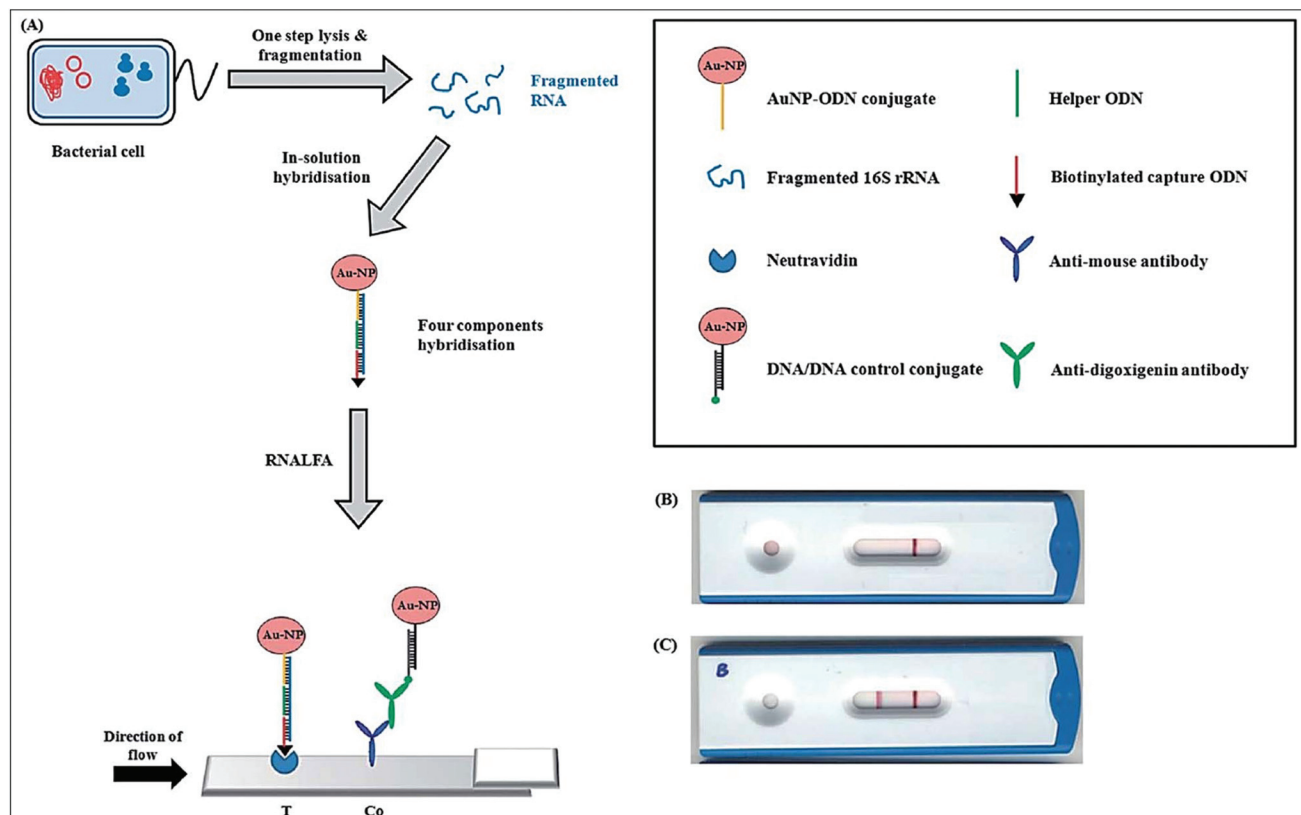 (A)
One step lysis &
fragmentation
Fragmented
RNA
Bacterial cell
In-solution
hybridisation
Au-NP
Four components
hybridisation
RNALFA
Au-NP
Au-NP
Direction of
flow
T
Co
Au-NP
AuNP-ODN conjugate
Helper ODN
Fragmented 16S rRNA
Biotinylated capture ODN
Neutravidin
Anti-mouse antibody
Au-NP
DNA/DNA control conjugate
Anti-digoxigenin antibody
(B)
(C)
B